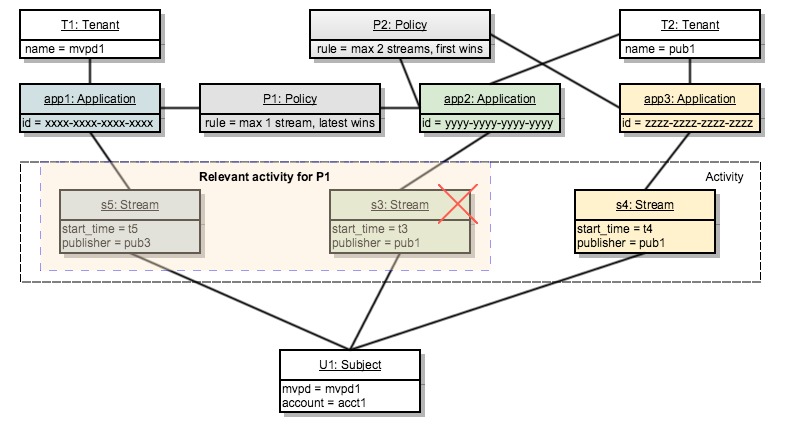 T1: Tenant
name = mvpd1
P2: Policy
rule = max 2 streams, first wins
T2: Tenant
name = pub1
app1: Application
id = xxxx-xxxx-xxxx-xxxx
P1: Policy
rule = max 1 stream, latest wins
app2: Application
id = yyyy-yyyy-yyyy-yyyy
app3: Application
id = zzzz-zzzz-zzzz-zzzz
Relevant activity for P1
Activity
s5: Stream
start_time = t5
publisher = pub3
s3: Stream
start_time = t3
publisher = pub1
s4: Stream
start_time = t4
publisher = pub1
U1: Subject
mvpd = mvpd1
account = acct1